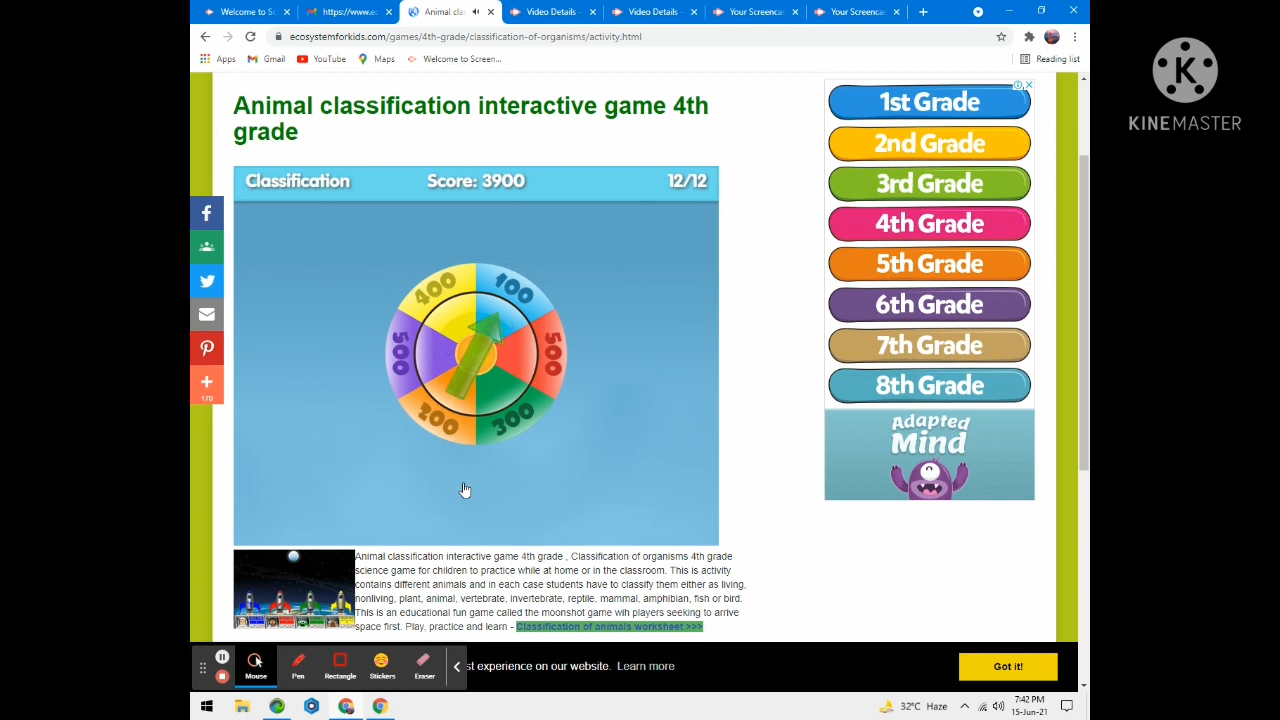 Welcome to Sc
https://www.ec
Animal clas
Video Details -
Video Details -
Your Screencas
Your Screencas
ecosystemforkids.com/games/4th-grade/classification-of-organisms/activity.html
Apps
Gmail
YouTube
Maps
Welcome to Screen...
Reading list
Animal classification interactive game 4th
grade
Classification
Score: 3900
12/12
400
100
500
500
200
300
170
1st Grade
2nd Grade
3rd Grade
4th Grade
5th Grade
6th Grade
7th Grade
8th Grade
Adapted
Mind
Animal classification interactive game 4th grade , Classification of organisms 4th grade
science game for children to practice while at home or in the classroom. This is activity
contains different animals and in each case students have to classify them either as living,
nonliving, plant, animal, vertebrate, invertebrate, reptile, mammal, amphibian, fish or bird.
This is an educational fun game called the moonshot game wih players seeking to arrive
space first. Play, practice and learn - Classification of animals worksheet >>>
st experience on our website. Learn more
Got it!
Mouse
Pen
Rectangle
Stickers
Eraser
32°C Haze
7:42 PM
15-Jun-21
K
KINEMASTER